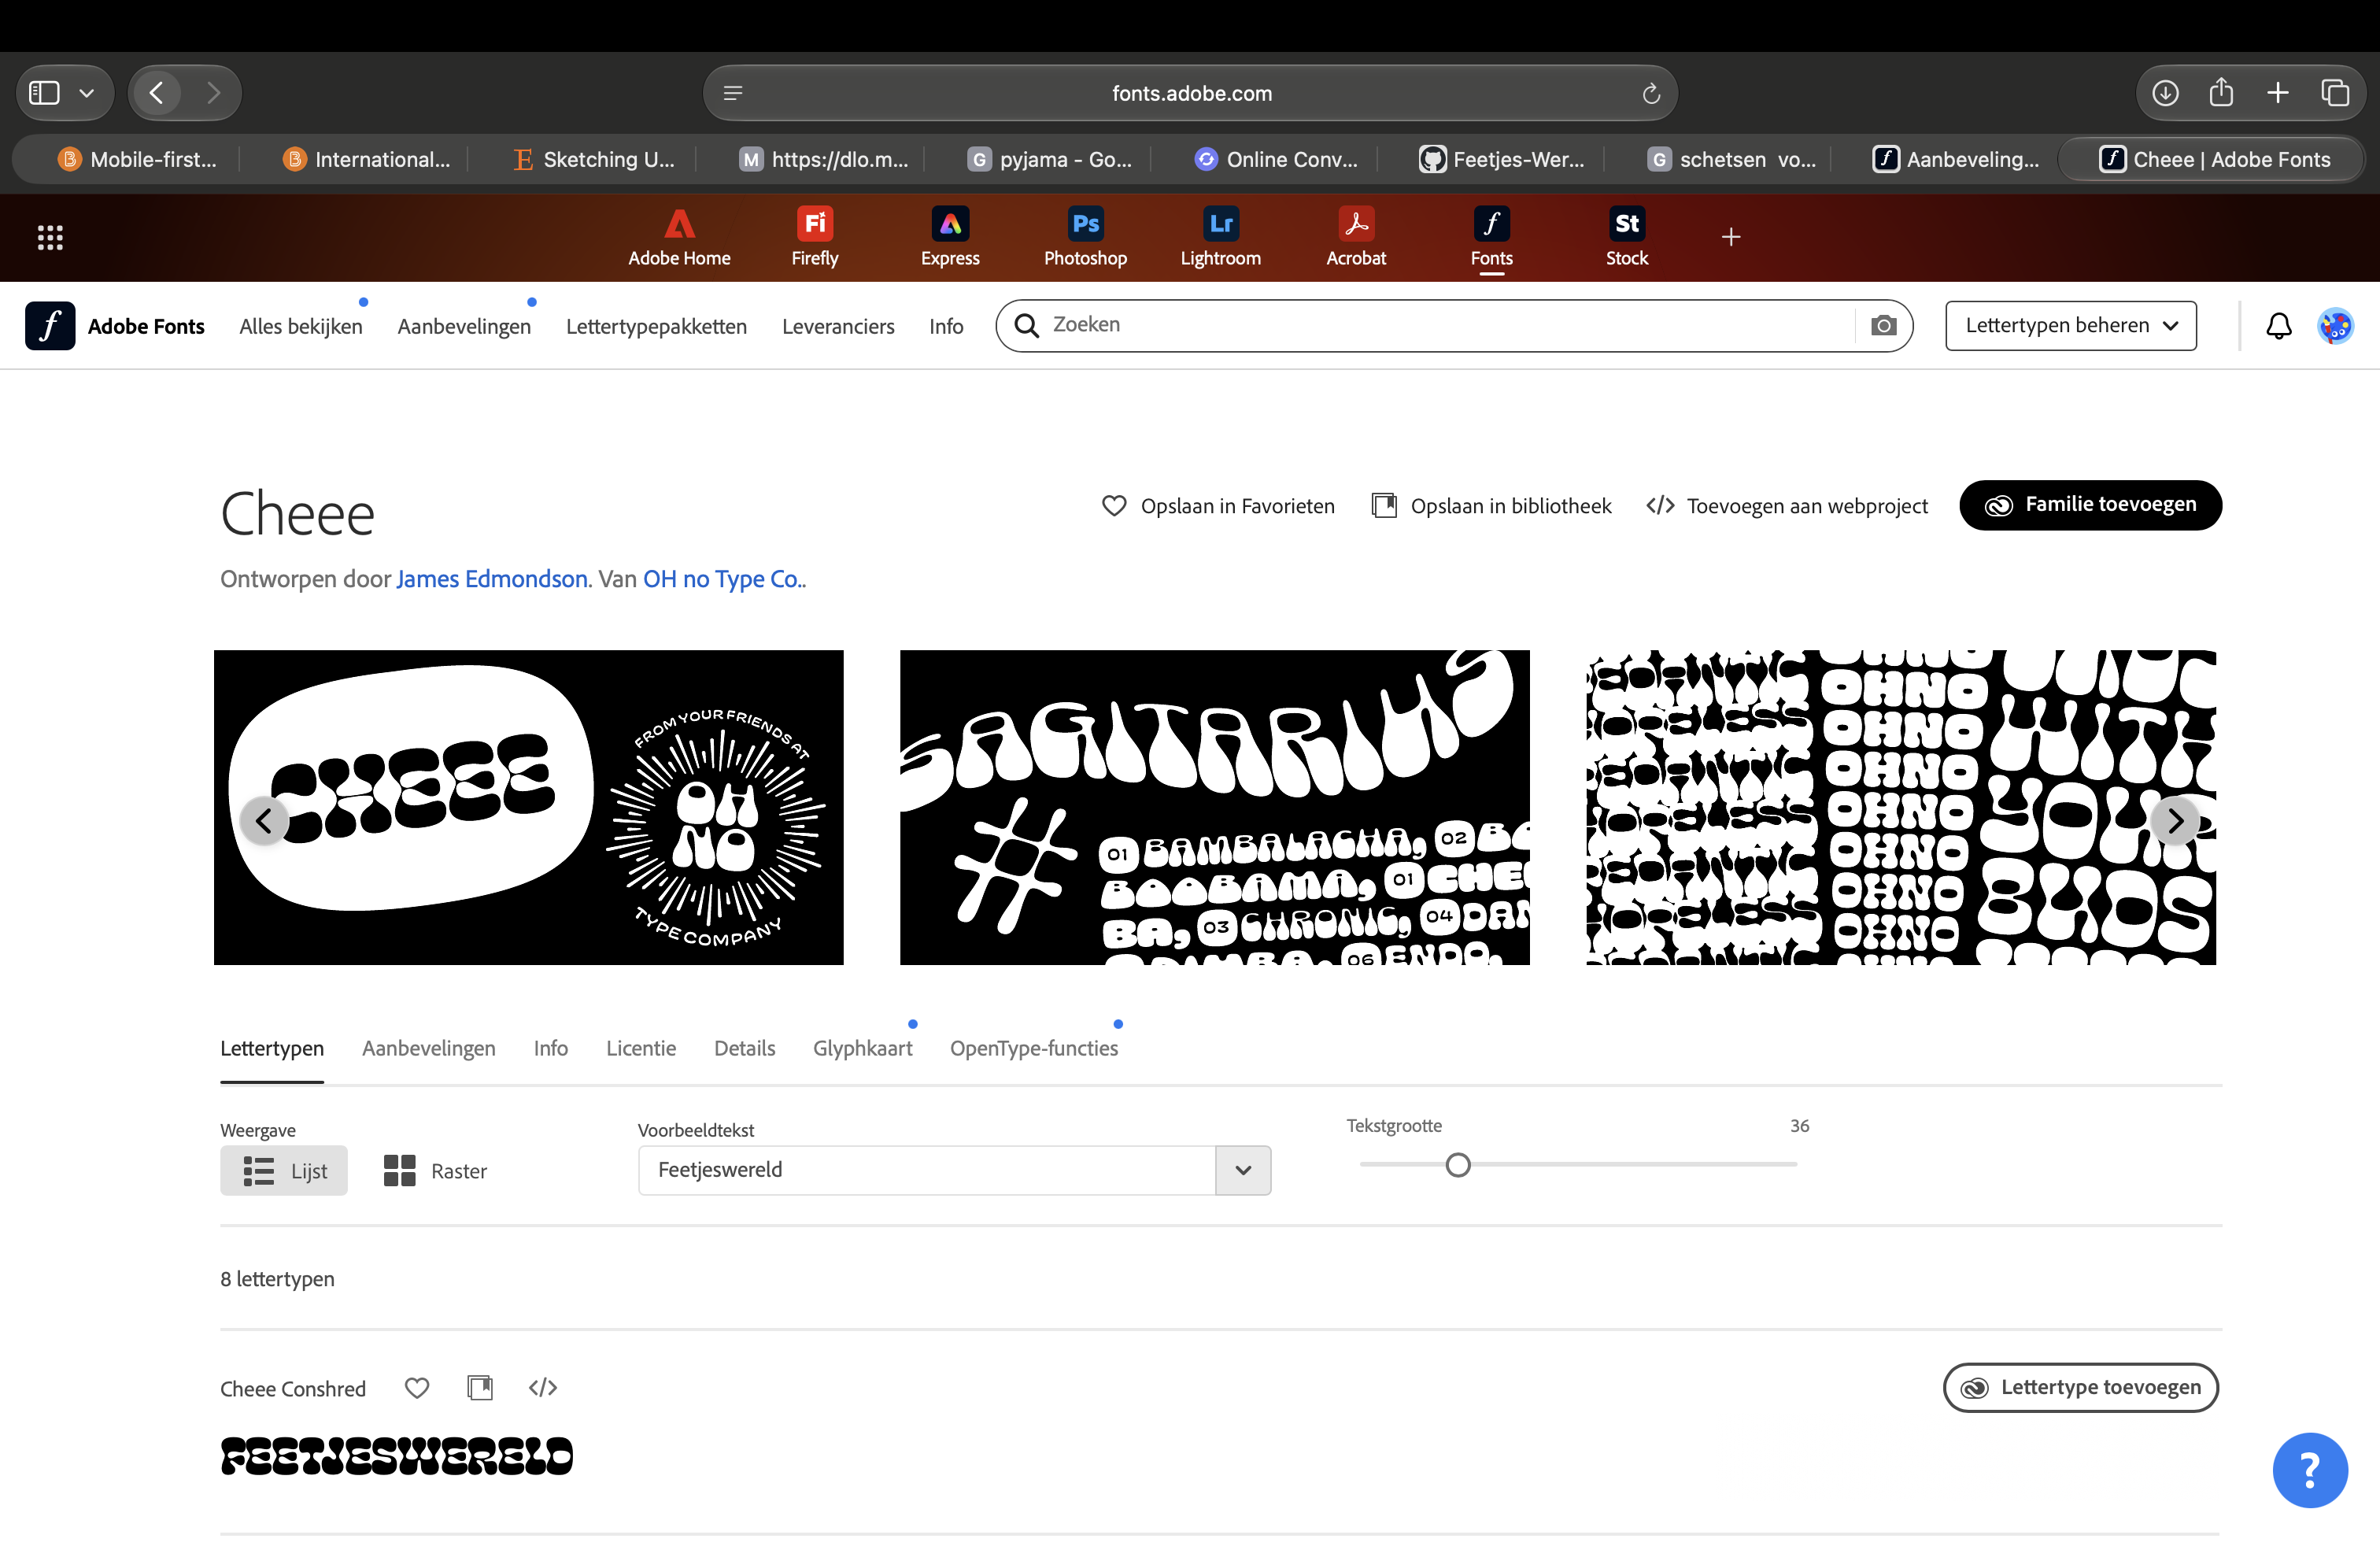 fonts.adobe.com
Mobile-first...
International...
Sketching U...
https://dlo.m...
pyjama - Go...
Online Conv...
Feetjes-Wer...
schetsen vo...
Aanbeveling...
Cheee | Adobe Fonts
Adobe Home
Firefly
Express
Photoshop
Lightroom
Acrobat
Fonts
Stock
Adobe Fonts
Alles bekijken
Aanbevelingen
Lettertypepakketten
Leveranciers
Info
Zoeken
Lettertypen beheren
Cheee
Opslaan in Favorieten
Opslaan in bibliotheek
</> Toevoegen aan webproject
Familie toevoegen
Ontworpen door James Edmondson. Van OH no Type Co..
CHEEE
FROM YOUR FRIENDS AT
OH
NO
TYPE COMPANY
SAGITARIUS
#
01 BAMBALACHA, 02 BO
BOOBAMA, 01 CHE
BA, 03 CHRONIC, 04 DAN
06 ENDO,
OHNO
OHNO
OHNO
OHNO
OHNO
OHNO
OHNO
BUDS
Lettertypen
Aanbevelingen
Info
Licentie
Details
Glyphkaart
OpenType-functies
Weergave
Lijst
Raster
Voorbeeldtekst
Feetjeswereld
Tekstgrootte
36
8 lettertypen
Cheee Conshred
</>
Lettertype toevoegen
FEETJESWERELD
?